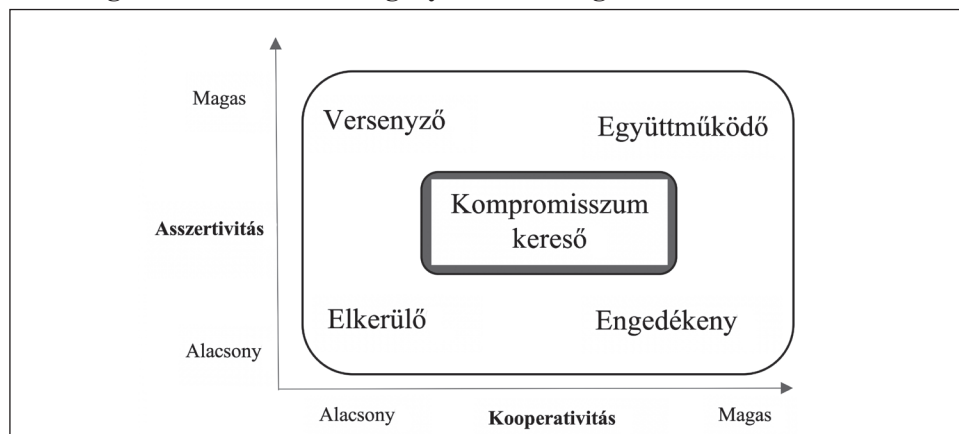 Magas
Versenyző
Együttműködő
Kompromisszum
kereső
Asszertivitás
Elkerülő
Engedékeny
Alacsony
Alacsony
Kooperativitás
Magas